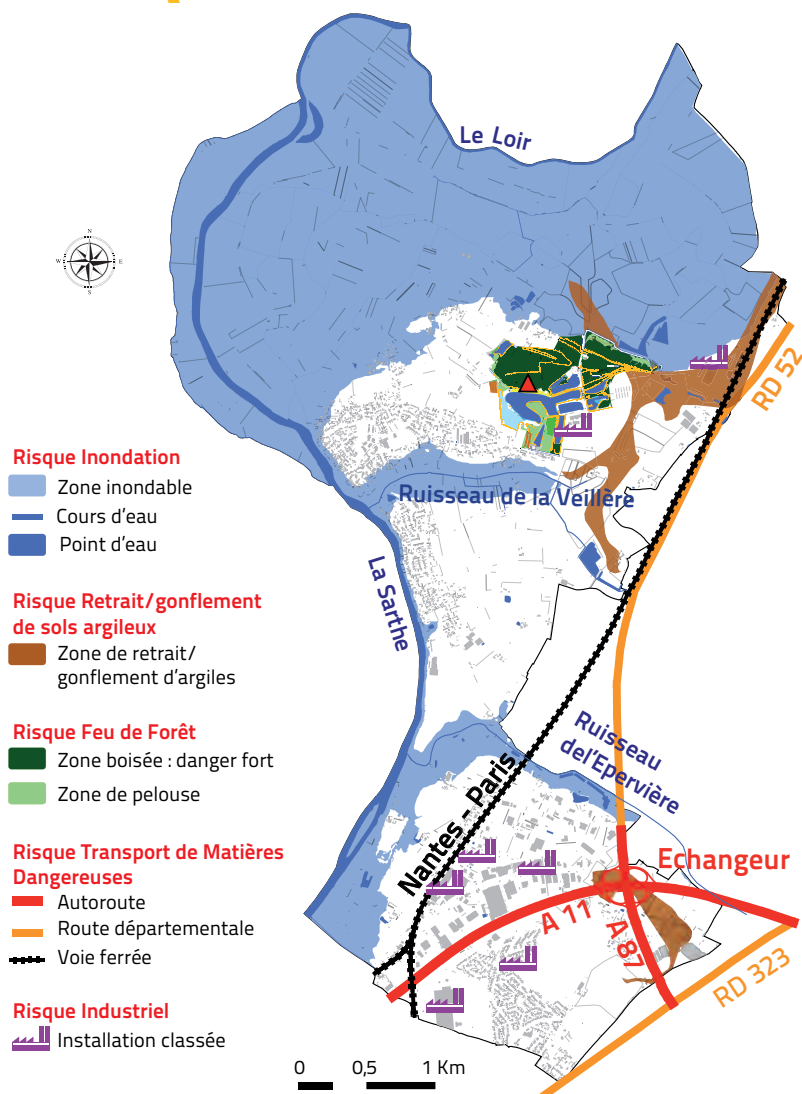 Le Loir
N
W
E
S
RD 52
Risque Inondation
Zone inondable
Cours d'eau
Point d'eau
Ruisseau de la Veillère
La Sarthe
Risque Retrait/gonflement
de sols argileux
Zone de retrait/
gonflement d'argiles
Risque Feu de Forêt
Zone boisée : danger fort
Zone de pelouse
Ruisseau
del'Epervière
Nantes - Paris
Risque Transport de Matières
Dangereuses
Autoroute
Route départementale
Voie ferrée
Echangeur
A 11
A 87
RD 323
Risque Industriel
Installation classée
0 0,5 1 Km